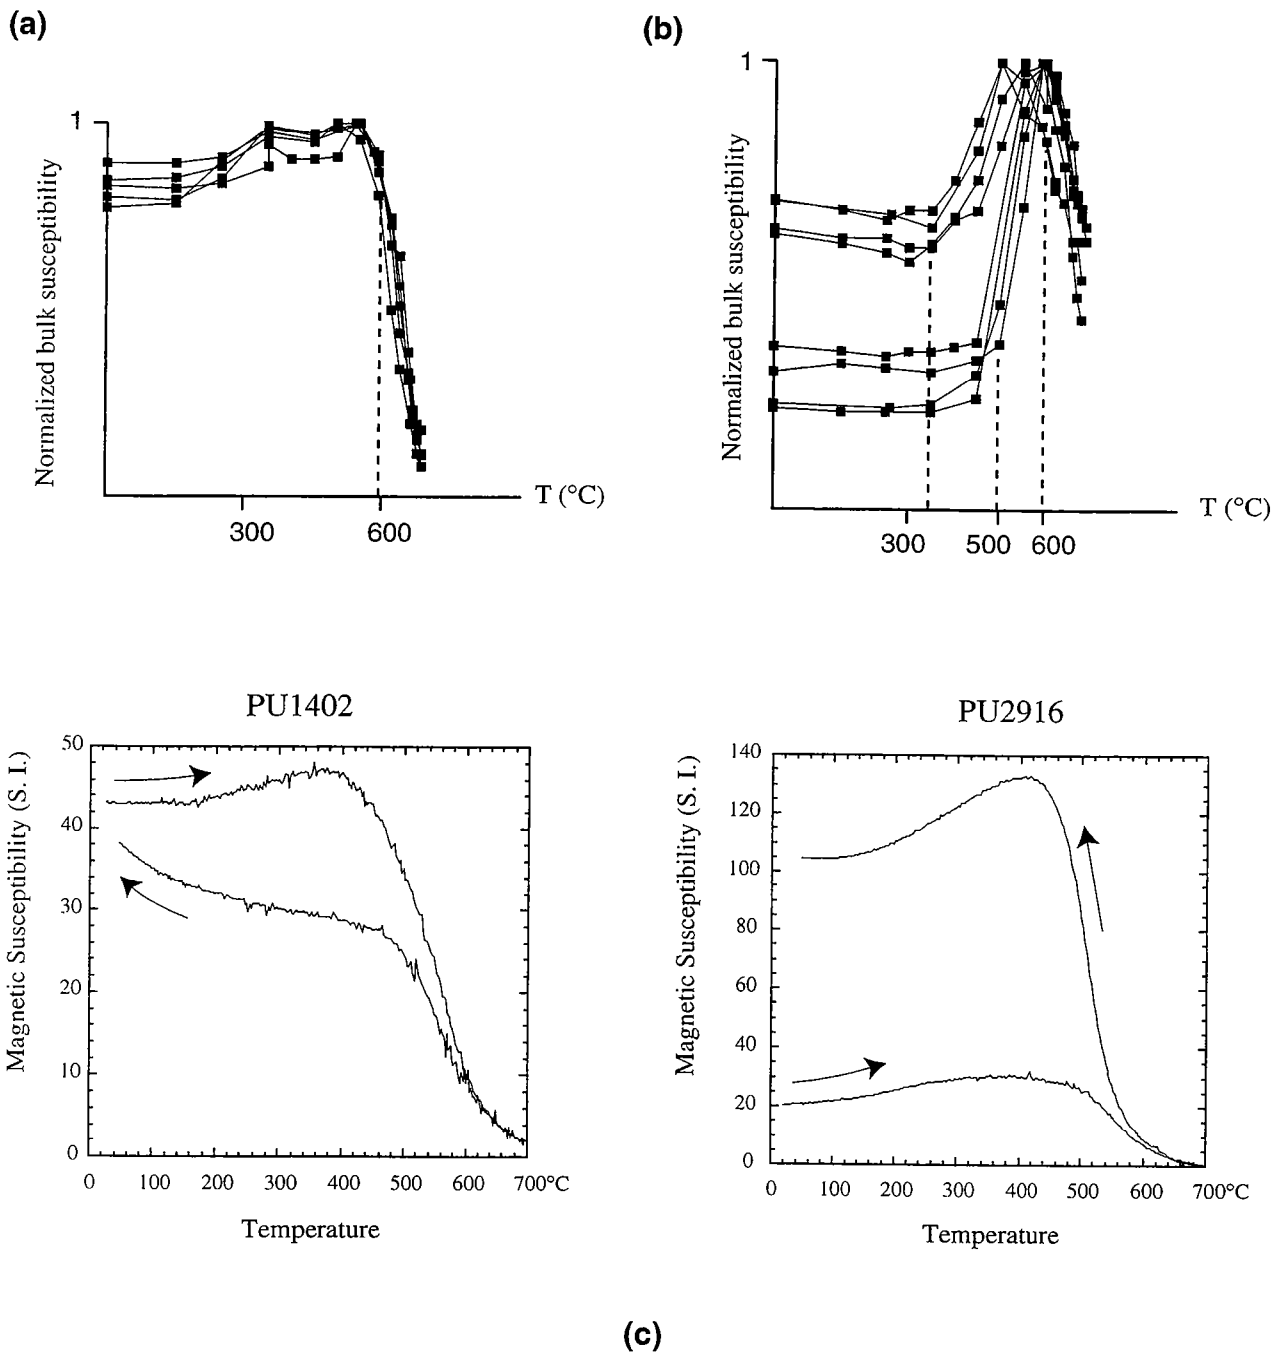 (a)
(b)
1
Normalized bulk susceptibility
T (°C)
300
600
1
Normalized bulk susceptibility
T (°C)
300
500
600
PU1402
50
40
30
20
10
0
Magnetic Susceptibility (S. I.)
0 100 200 300 400 500 600 700°C
Temperature
PU2916
140
120
100
80
60
40
20
0
Magnetic Susceptibility (S. I.)
0 100 200 300 400 500 600 700°C
Temperature
(c)